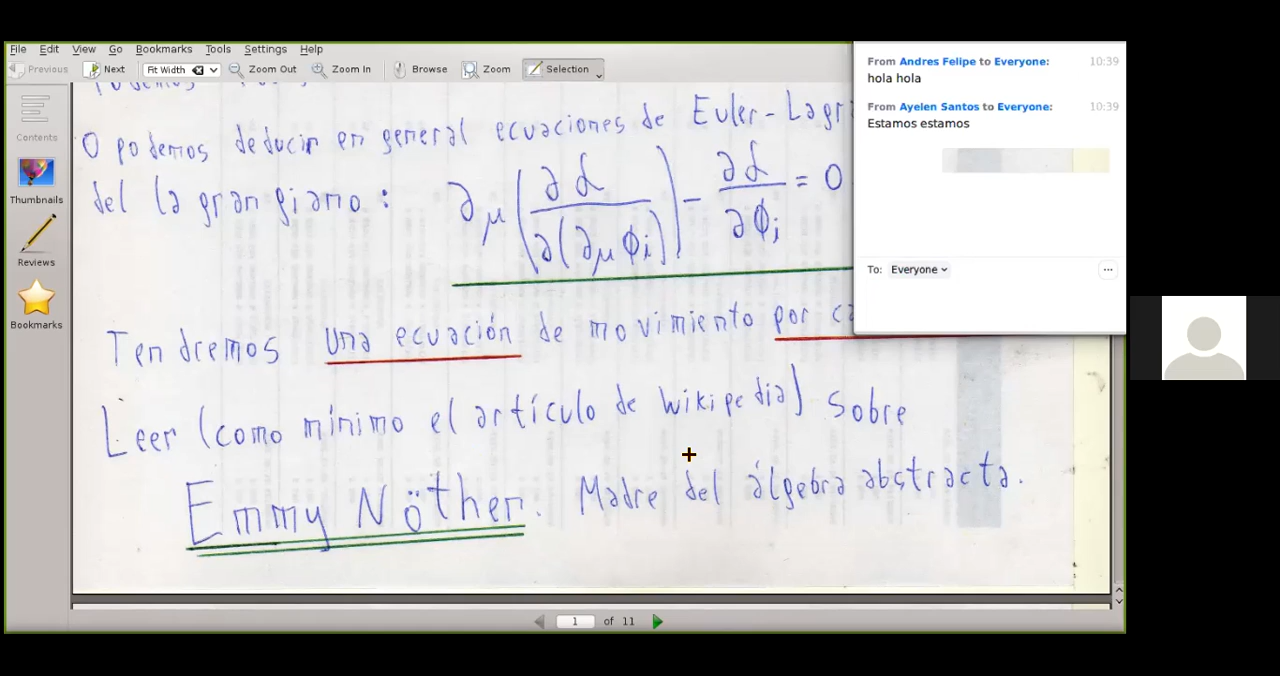 File Edit View Go Bookmarks Tools Settings Help
Previous Next Fit Width Zoom Out Zoom In Browse Zoom Selection
Contents
Thumbnails
Reviews
Bookmarks
Podemos
O podemos deducir en general ecuaciones de Euler-Lagr
del lagrangiano: ∂μ(∂ℒ/∂(∂μϕi)) - ∂ℒ/∂ϕi = 0
Tendremos una ecuación de movimiento por ca
Leer (como mínimo el artículo de wikipedia) sobre
Emmy Nöther. Madre del álgebra abstracta.
1 of 11
From Andres Felipe to Everyone: 10:39
hola hola
From Ayelen Santos to Everyone: 10:39
Estamos estamos
To: Everyone